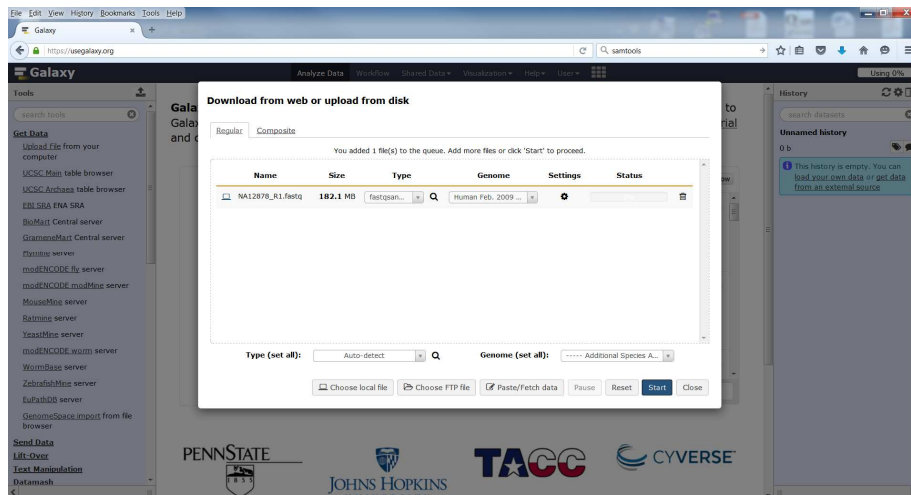 File Edit View History Bookmarks Tools Help
Galaxy
https://usegalaxy.org
samtools
Galaxy
Analyze Data Workflow Shared Data Visualization Help User
Using 0%
Tools
search tools
Get Data
Upload File from your
computer
UCSC Main table browser
UCSC Archaea table browser
EBI SRA ENA SRA
BioMart Central server
GrameneMart Central server
Flymine server
modENCODE fly server
modENCODE modMine server
MouseMine server
Ratmine server
YeastMine server
modENCODE worm server
WormBase server
ZebrafishMine server
EuPathDB server
GenomeSpace import from file
browser
Send Data
Lift-Over
Text Manipulation
Datamash
Gala
Galax
and c
to
rial
Download from web or upload from disk
Regular Composite
You added 1 file(s) to the queue. Add more files or click 'Start' to proceed.
Name Size Type Genome Settings Status
NA12878_R1.fastq 182.1 MB fastqsan... Human Feb. 2009 ...
Type (set all): Auto-detect Genome (set all): ----- Additional Species A...
Choose local file Choose FTP file Paste/Fetch data Pause Reset Start Close
PENNSTATE
1855
JOHNS HOPKINS
TACC
CYVERSE
History
search datasets
Unnamed history
0 b
This history is empty. You can
load your own data or get data
from an external source